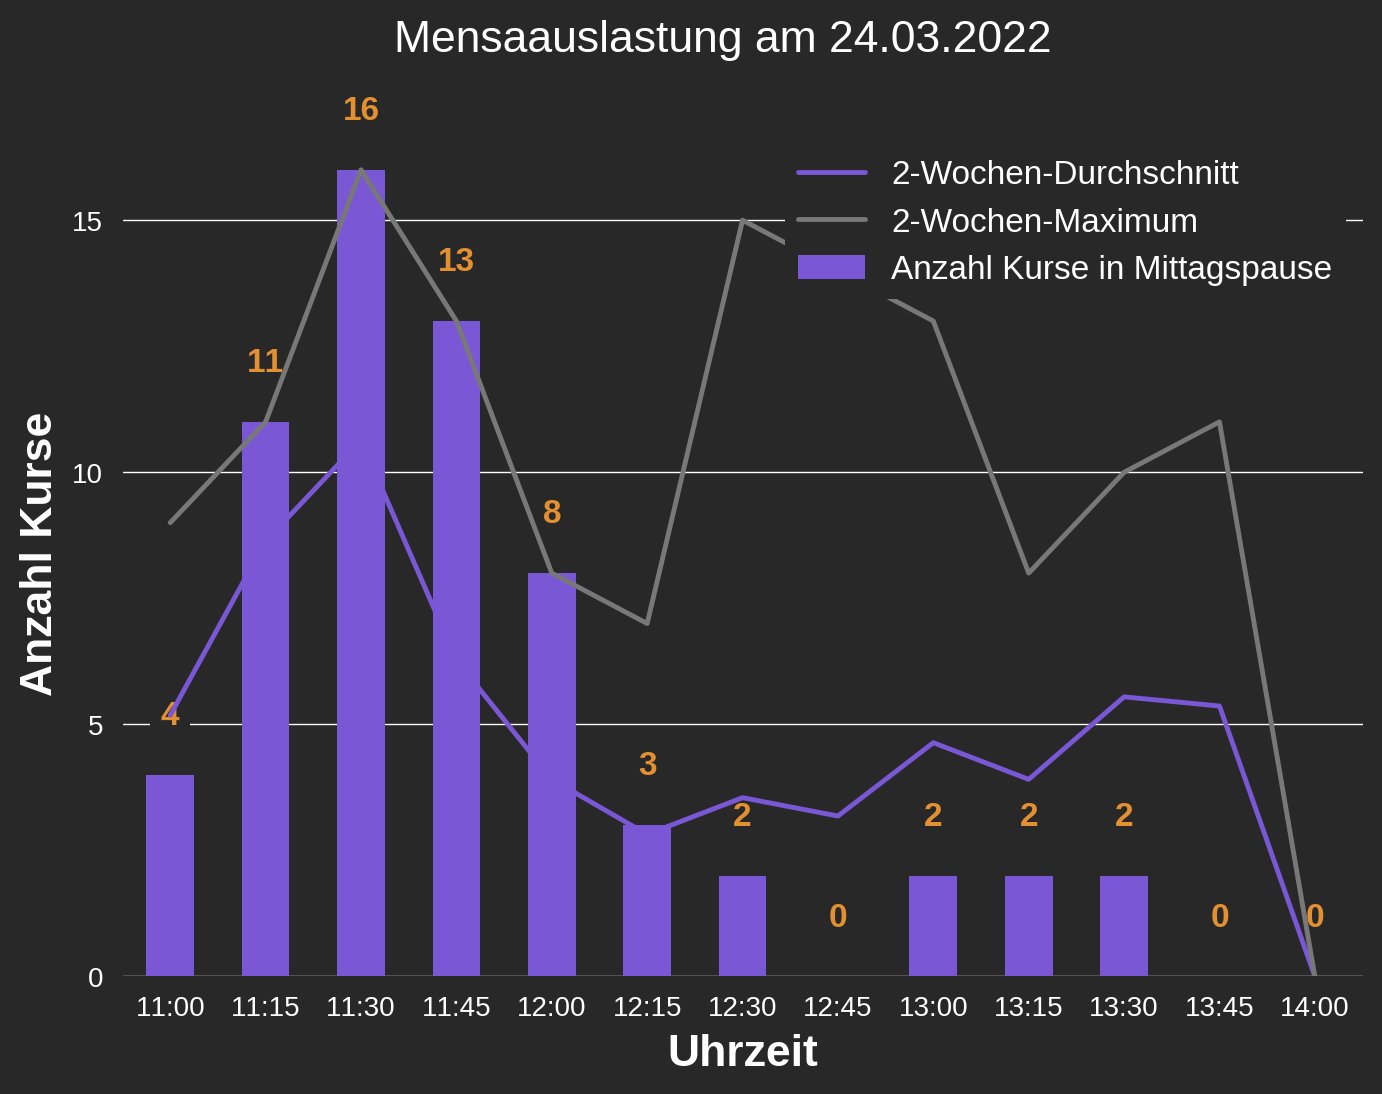 Mensaauslastung am 24.03.2022
16
2-Wochen-Durchschnitt
2-Wochen-Maximum
Anzahl Kurse in Mittagspause
15
13
11
10
8
4
5
3
2
2
2
2
0
0
0
0
Anzahl Kurse
11:00 11:15 11:30 11:45 12:00 12:15 12:30 12:45 13:00 13:15 13:30 13:45 14:00
Uhrzeit